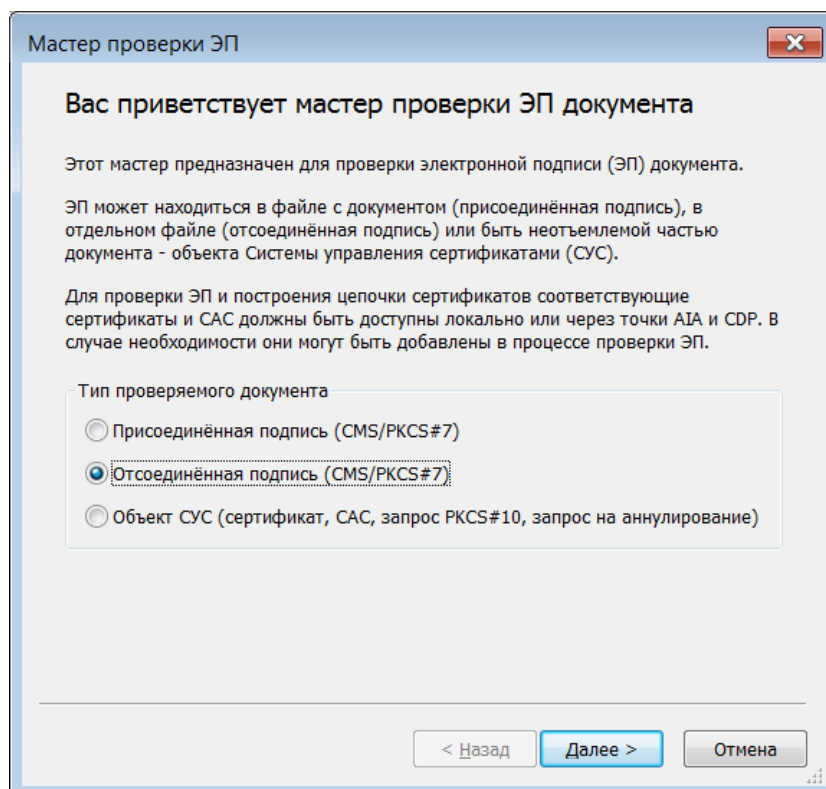 Мастер проверки ЭП
Вас приветствует мастер проверки ЭП документа
Этот мастер предназначен для проверки электронной подписи (ЭП) документа.
ЭП может находиться в файле с документом (присоединённая подпись), в
отдельном файле (отсоединённая подпись) или быть неотъемлемой частью
документа - объекта Системы управления сертификатами (СУС).
Для проверки ЭП и построения цепочки сертификатов соответствующие
сертификаты и САС должны быть доступны локально или через точки AIA и CDP. В
случае необходимости они могут быть добавлены в процессе проверки ЭП.
Тип проверяемого документа
Присоединённая подпись (CMS/PKCS#7)
Отсоединённая подпись (CMS/PKCS#7)
Объект СУС (сертификат, САС, запрос PKCS#10, запрос на аннулирование)
< Назад Далее > Отмена